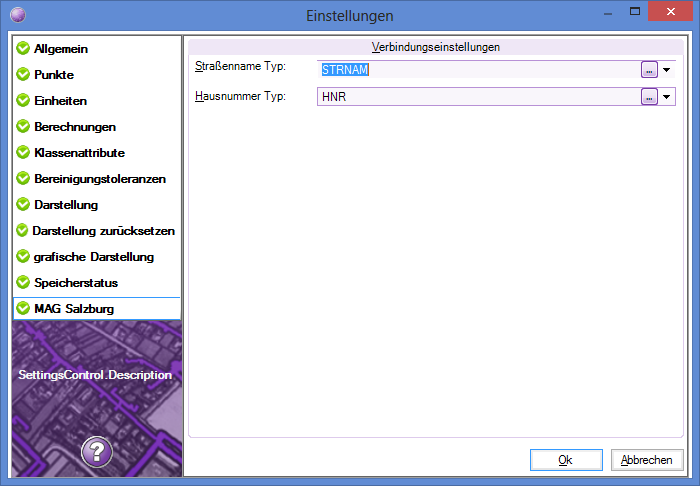 Einstellungen
Allgemein
Punkte
Einheiten
Berechnungen
Klassenattribute
Bereinigungstoleranzen
Darstellung
Darstellung zurücksetzen
grafische Darstellung
Speicherstatus
MAG Salzburg
SettingsControl.Description
?
Verbindungseinstellungen
Straßenname Typ: STRNAM ...
Hausnummer Typ: HNR ...
Ok Abbrechen